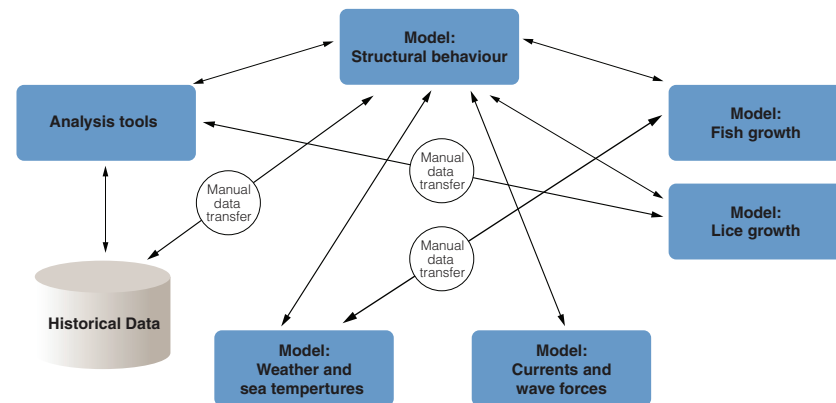 Model:
Structural behaviour
Analysis tools
Model:
Fish growth
Manual
data
transfer
Manual
data
transfer
Model:
Lice growth
Manual
data
transfer
Historical Data
Model:
Weather and
sea tempertures
Model:
Currents and
wave forces